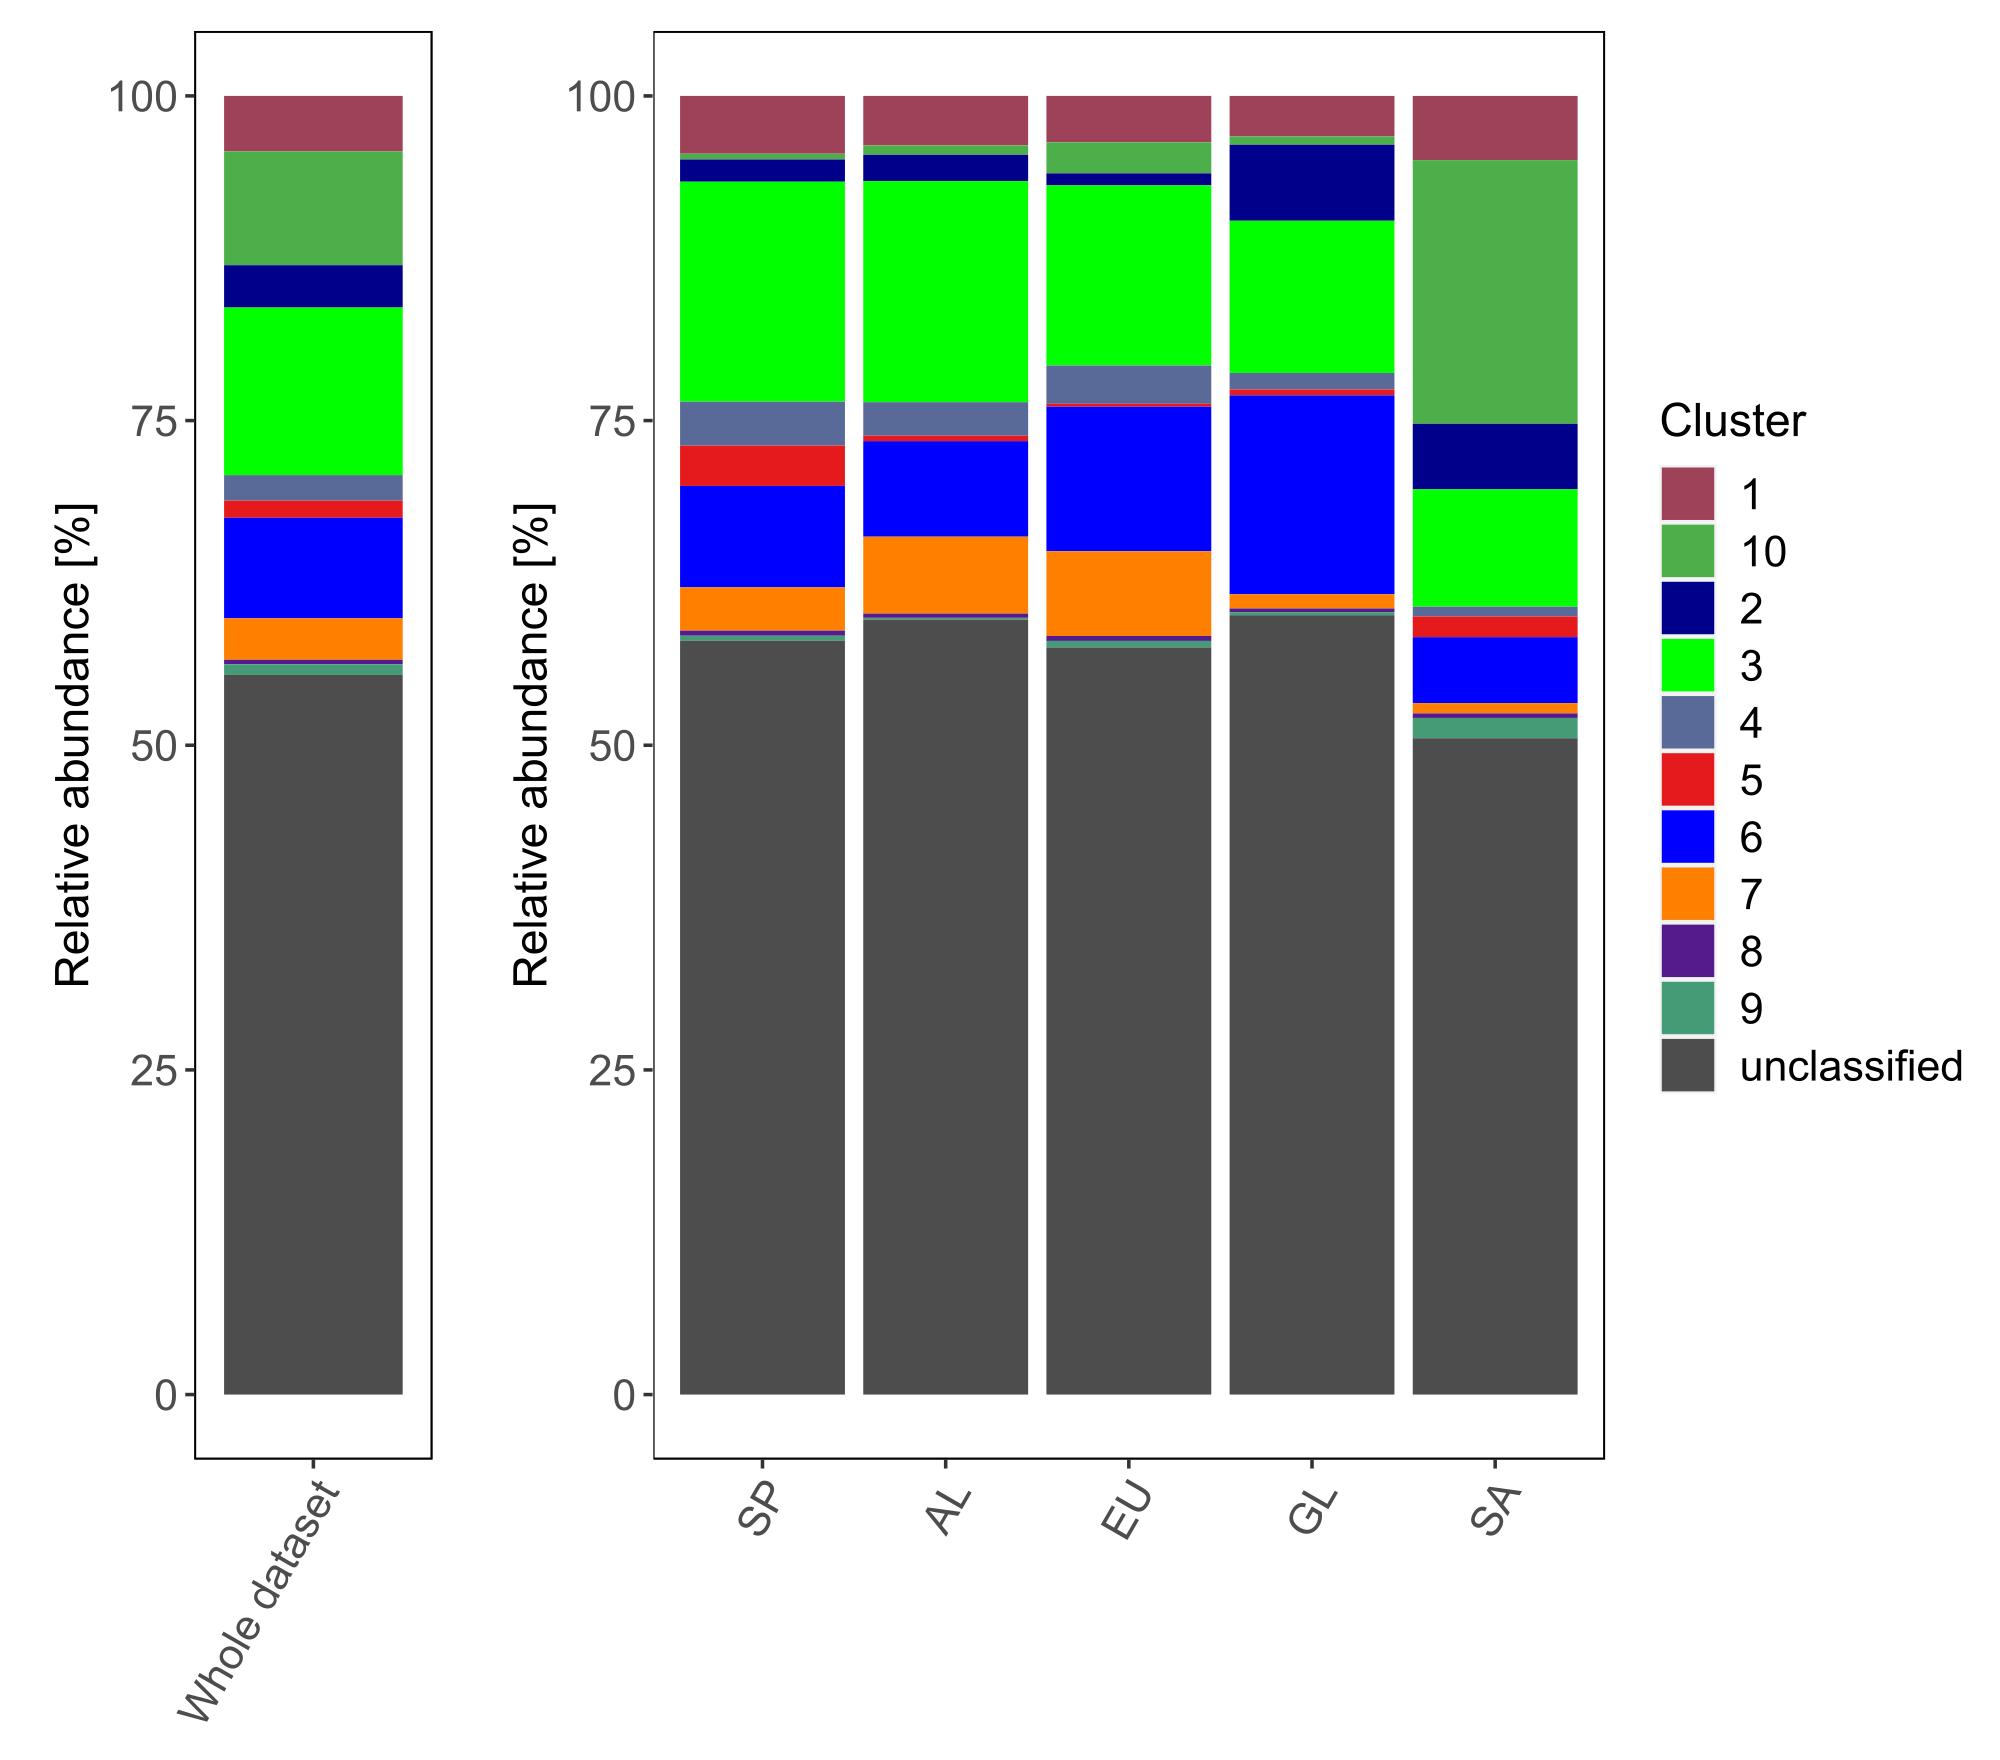 Relative abundance [%]
100
75
50
25
0
Whole dataset
Relative abundance [%]
100
75
50
25
0
SP
AL
EU
GL
SA
Cluster
1
10
2
3
4
5
6
7
8
9
unclassified